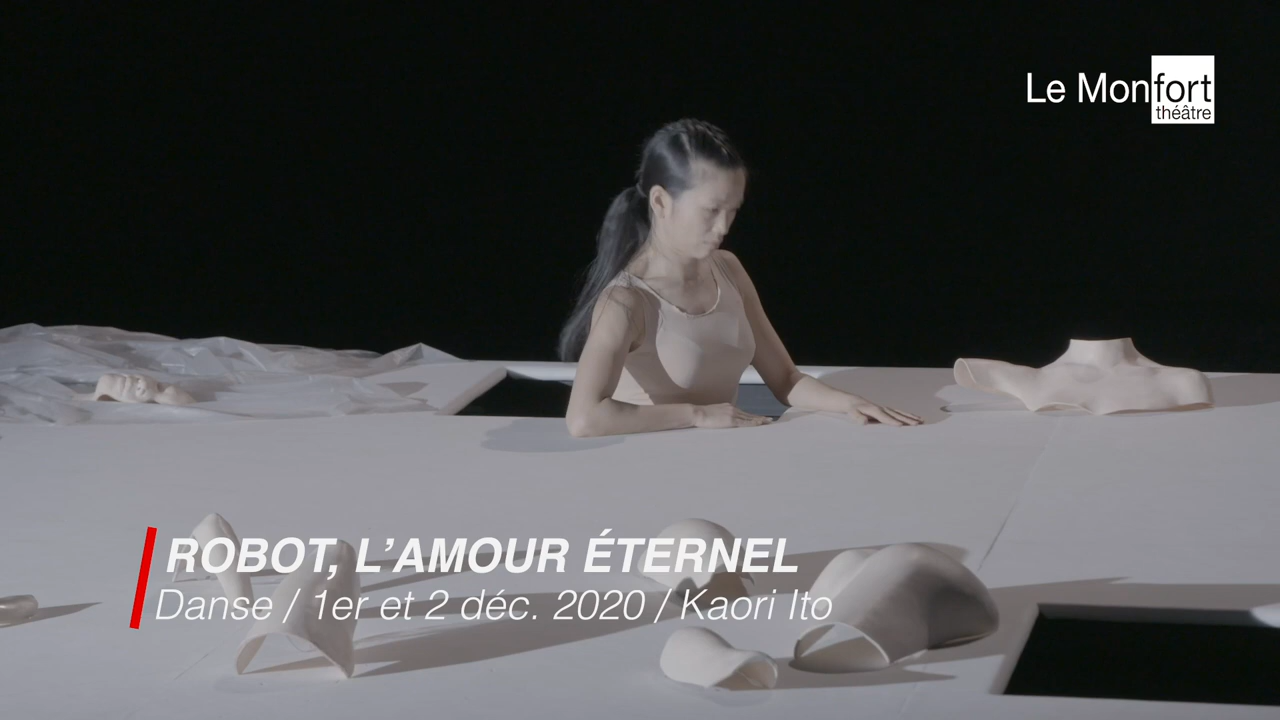 Le Monfort
théâtre
ROBOT, L’AMOUR ÉTERNEL
Danse / 1er et 2 déc. 2020 / Kaori Ito